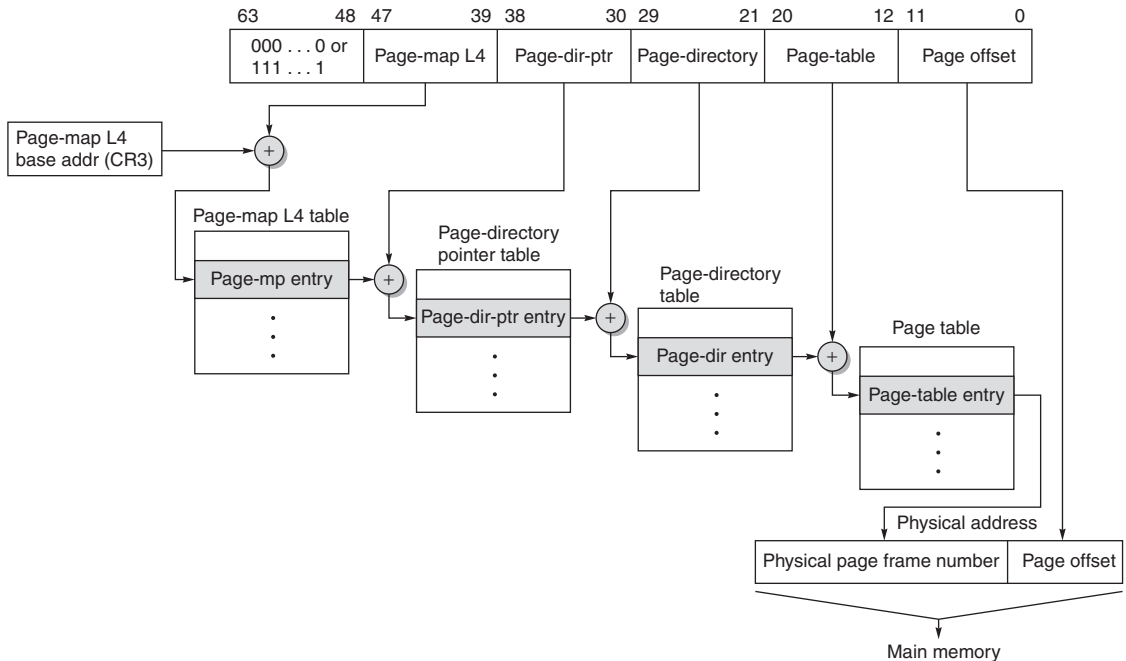 63 48 47 39 38 30 29 21 20 12 11 0
000 . . . 0 or
111 . . . 1
Page-map L4
Page-dir-ptr
Page-directory
Page-table
Page offset
Page-map L4
base addr (CR3)
+
Page-map L4 table
Page-mp entry
+
Page-directory
pointer table
Page-dir-ptr entry
+
Page-directory
table
Page-dir entry
+
Page table
Page-table entry
Physical address
Physical page frame number
Page offset
Main memory